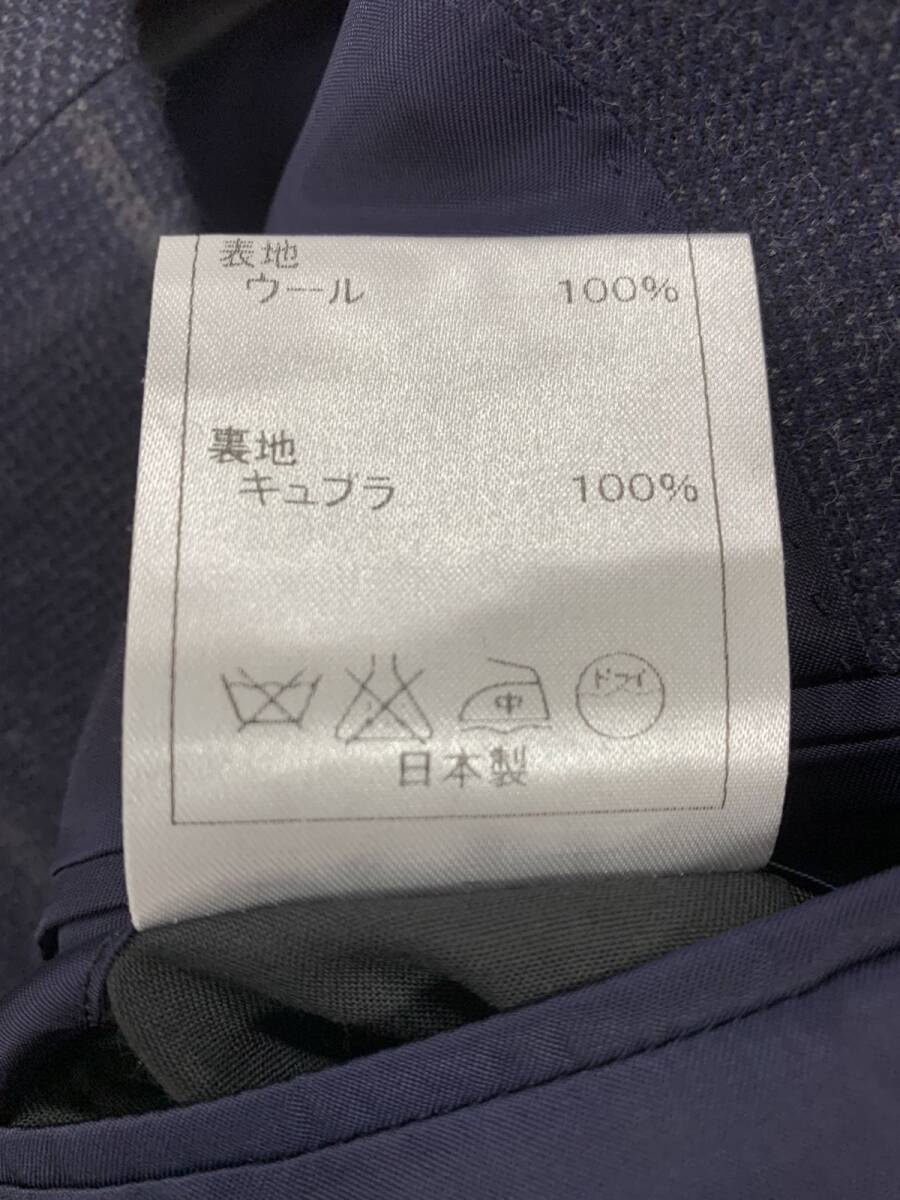 表地
ウール 100%
裏地
キュプラ 100%
中 ドライ
日本製